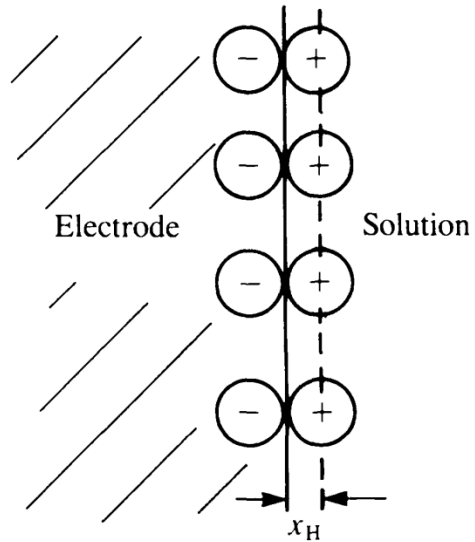 − +
− +
Electrode Solution
− +
− +
x_H